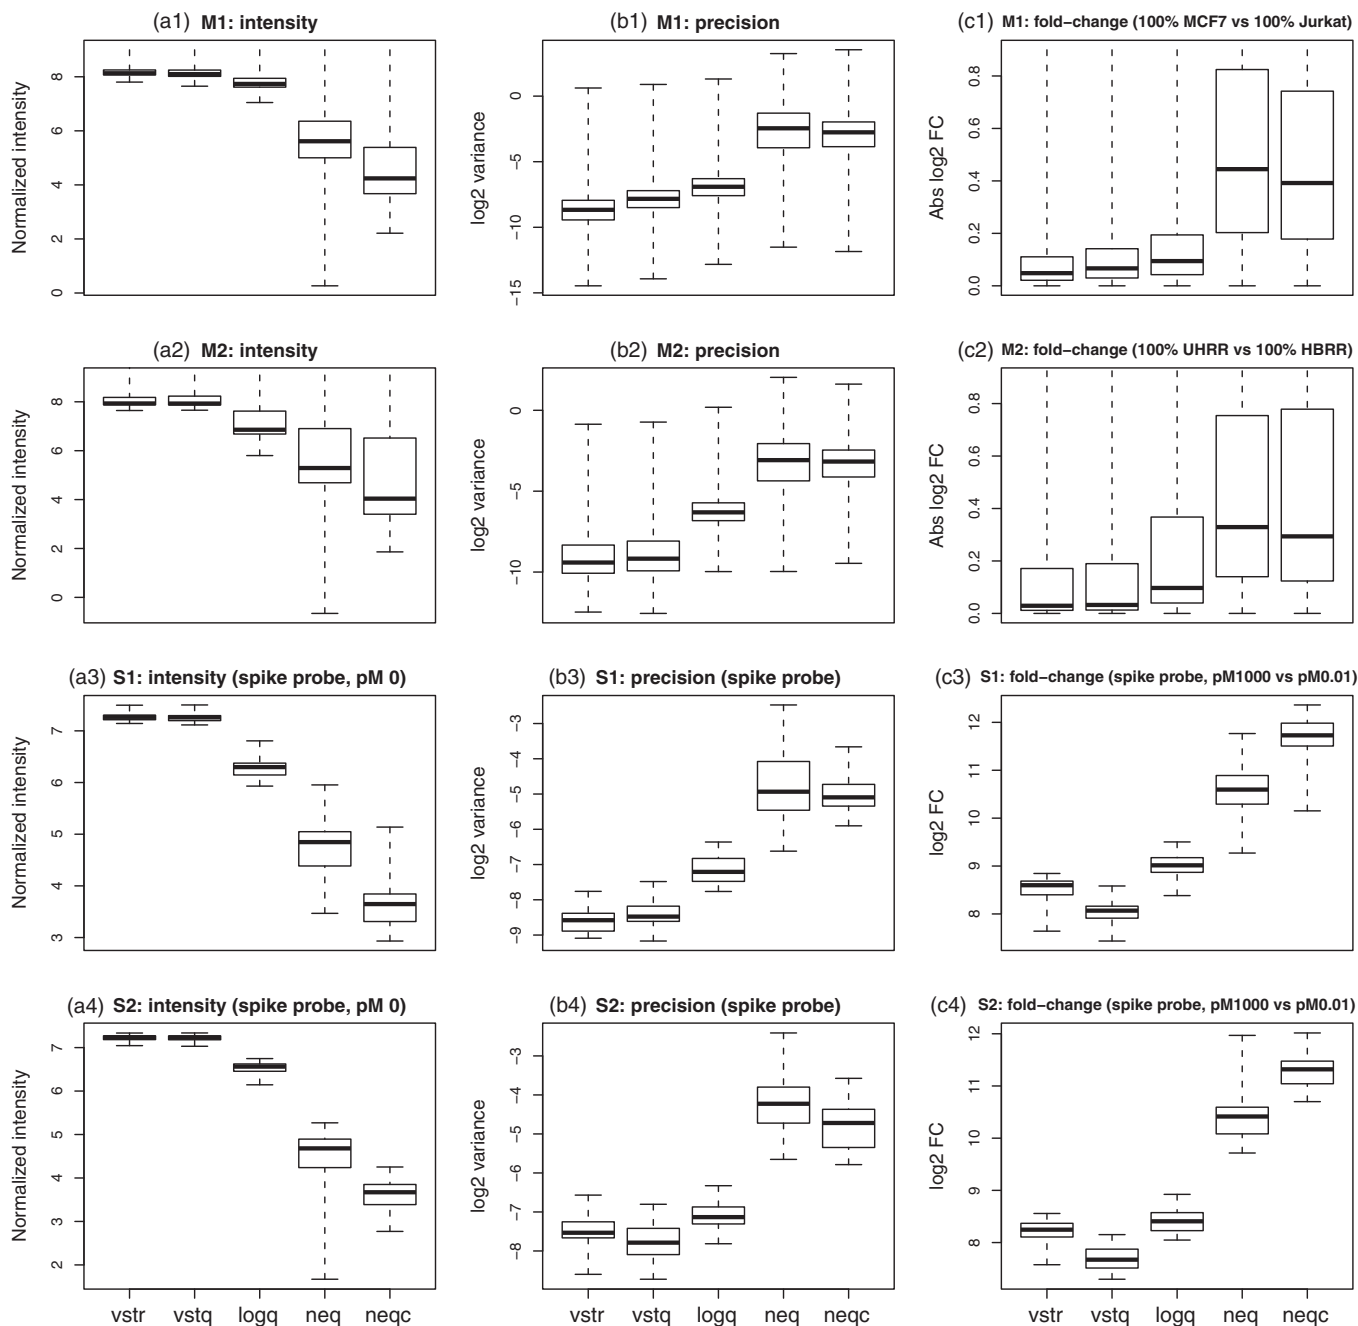 (a1) M1: intensity
Normalized intensity
8
6
4
2
0
(b1) M1: precision
log2 variance
0
−5
−10
−15
(c1) M1: fold−change (100% MCF7 vs 100% Jurkat)
Abs log2 FC
0.8
0.6
0.4
0.2
0.0
(a2) M2: intensity
Normalized intensity
8
6
4
2
0
(b2) M2: precision
log2 variance
0
−5
−10
(c2) M2: fold−change (100% UHRR vs 100% HBRR)
Abs log2 FC
0.8
0.6
0.4
0.2
0.0
(a3) S1: intensity (spike probe, pM 0)
Normalized intensity
7
6
5
4
3
(b3) S1: precision (spike probe)
log2 variance
−3
−4
−5
−6
−7
−8
−9
(c3) S1: fold−change (spike probe, pM1000 vs pM0.01)
log2 FC
12
11
10
9
8
(a4) S2: intensity (spike probe, pM 0)
Normalized intensity
7
6
5
4
3
2
vstr vstq logq neq neqc
(b4) S2: precision (spike probe)
log2 variance
−3
−4
−5
−6
−7
−8
vstr vstq logq neq neqc
(c4) S2: fold−change (spike probe, pM1000 vs pM0.01)
log2 FC
12
11
10
9
8
vstr vstq logq neq neqc